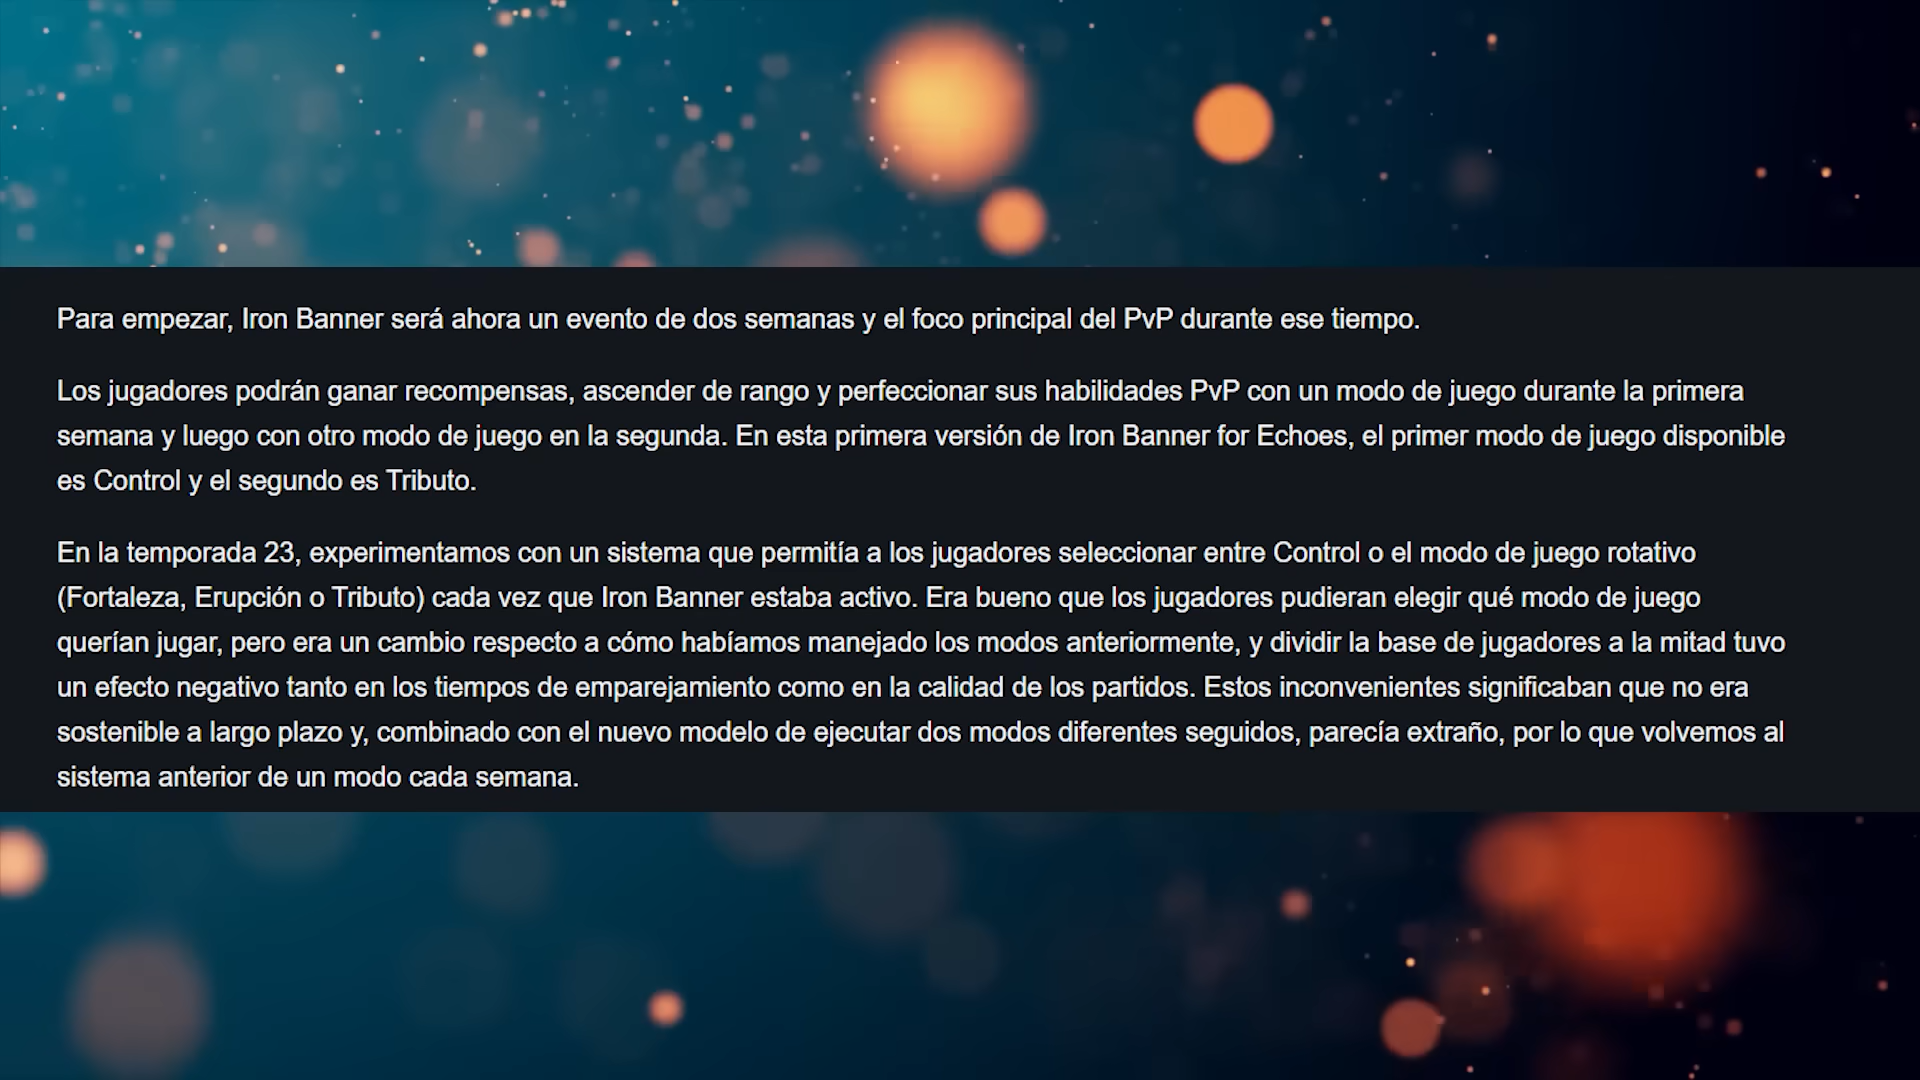 Para empezar, Iron Banner será ahora un evento de dos semanas y el foco principal del PvP durante ese tiempo.
Los jugadores podrán ganar recompensas, ascender de rango y perfeccionar sus habilidades PvP con un modo de juego durante la primera
semana y luego con otro modo de juego en la segunda. En esta primera versión de Iron Banner for Echoes, el primer modo de juego disponible
es Control y el segundo es Tributo.
En la temporada 23, experimentamos con un sistema que permitía a los jugadores seleccionar entre Control o el modo de juego rotativo
(Fortaleza, Erupción o Tributo) cada vez que Iron Banner estaba activo. Era bueno que los jugadores pudieran elegir qué modo de juego
querían jugar, pero era un cambio respecto a cómo habíamos manejado los modos anteriormente, y dividir la base de jugadores a la mitad tuvo
un efecto negativo tanto en los tiempos de emparejamiento como en la calidad de los partidos. Estos inconvenientes significaban que no era
sostenible a largo plazo y, combinado con el nuevo modelo de ejecutar dos modos diferentes seguidos, parecía extraño, por lo que volvemos al
sistema anterior de un modo cada semana.